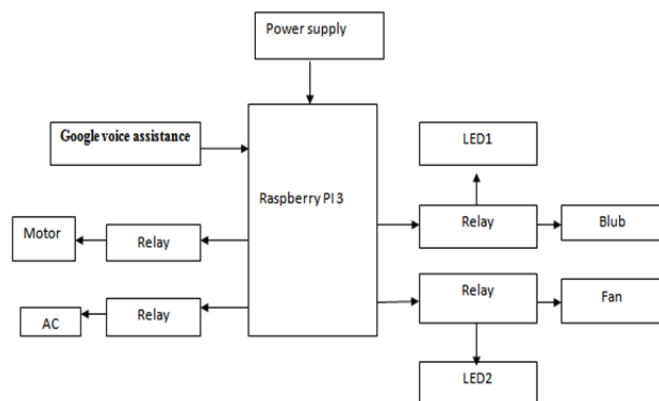 Power supply
Google voice assistance
LED1
Raspberry PI 3
Motor
Relay
Relay
Blub
AC
Relay
Relay
Fan
LED2